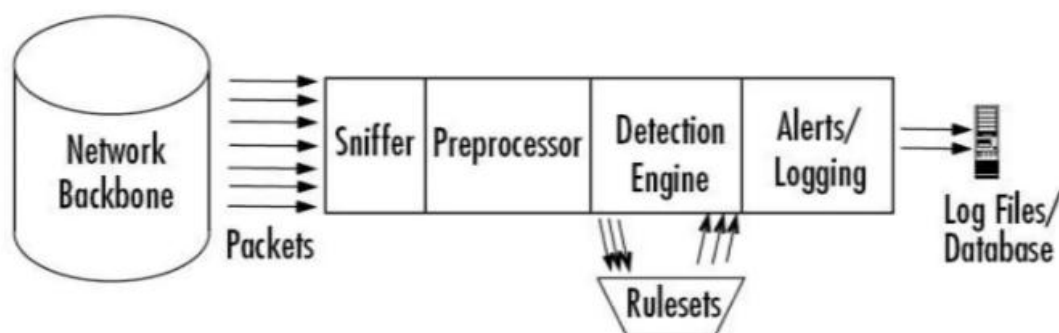 Network
Backbone
Packets
Sniffer
Preprocessor
Detection
Engine
Alerts/
Logging
Rulesets
Log Files/
Database